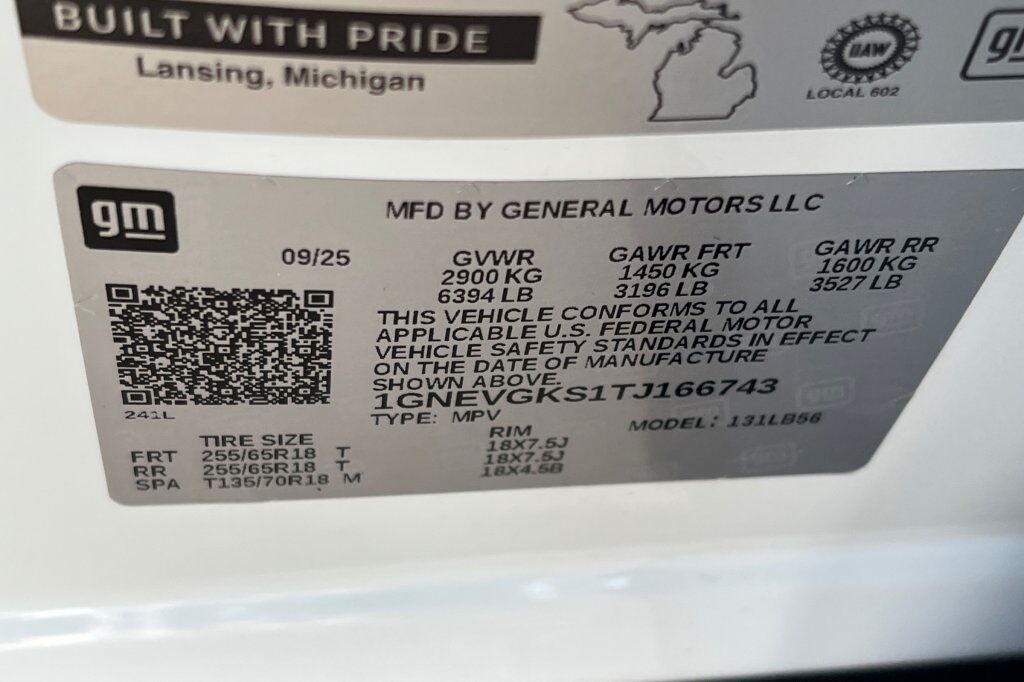 BUILT WITH PRIDE
Lansing, Michigan
UAW
LOCAL 602
gm
gm
MFD BY GENERAL MOTORS LLC
09/25
GVWR GAWR FRT GAWR RR
2900 KG 1450 KG 1600 KG
6394 LB 3196 LB 3527 LB
THIS VEHICLE CONFORMS TO ALL
APPLICABLE U.S. FEDERAL MOTOR
VEHICLE SAFETY STANDARDS IN EFFECT
ON THE DATE OF MANUFACTURE
SHOWN ABOVE.
1GNEVGKS1TJ166743
241L
TYPE: MPV MODEL: 131LB56
TIRE SIZE RIM
FRT 255/65R18 T 18X7.5J
RR 255/65R18 T 18X7.5J
SPA T135/70R18 M 18X4.5B